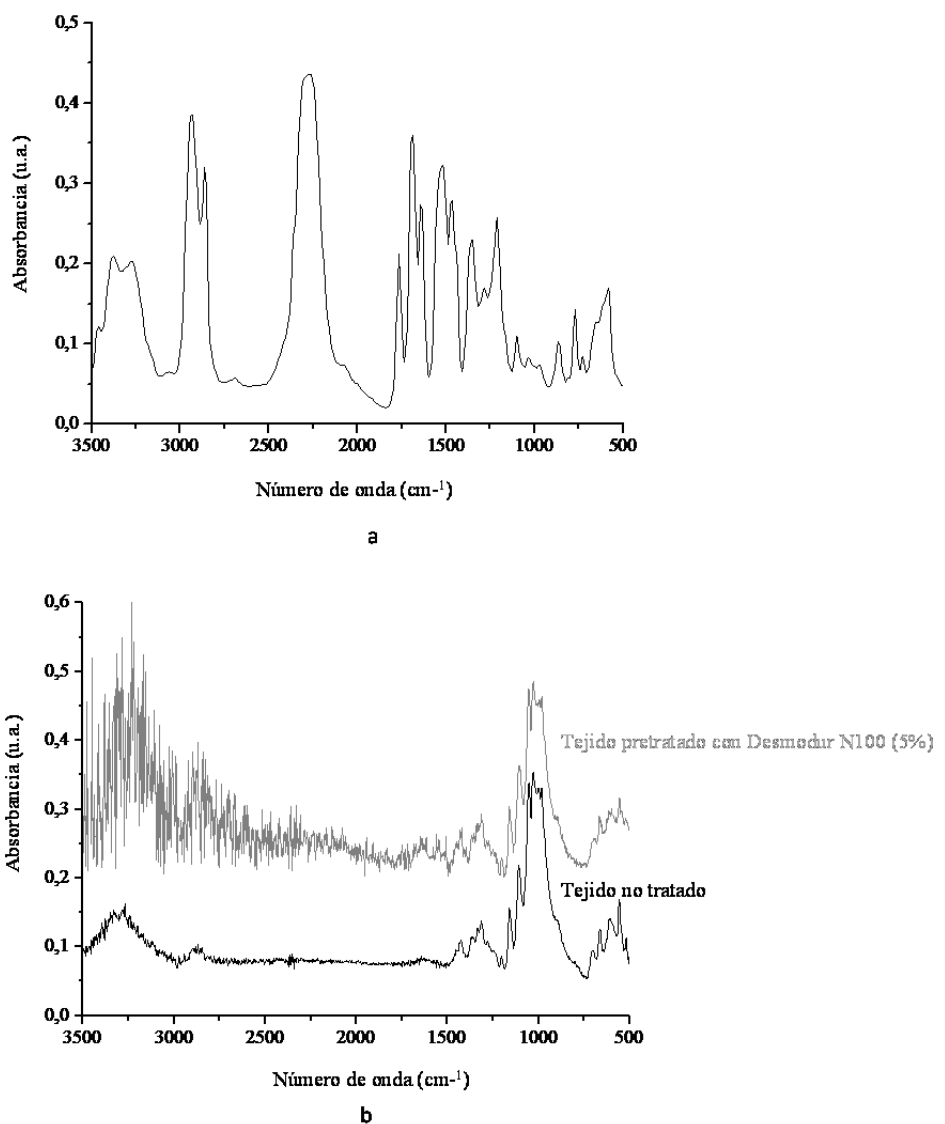 0,5
0,4
0,3
0,2
0,1
0,0
Absorbancia (u.a.)
3500 3000 2500 2000 1500 1000 500
Número de onda (cm-¹)
a
0,6
0,5
0,4
0,3
0,2
0,1
0,0
Absorbancia (u.a.)
Tejido pretratado con Desmodur N100 (5%)
Tejido no tratado
3500 3000 2500 2000 1500 1000 500
Número de onda (cm-¹)
b